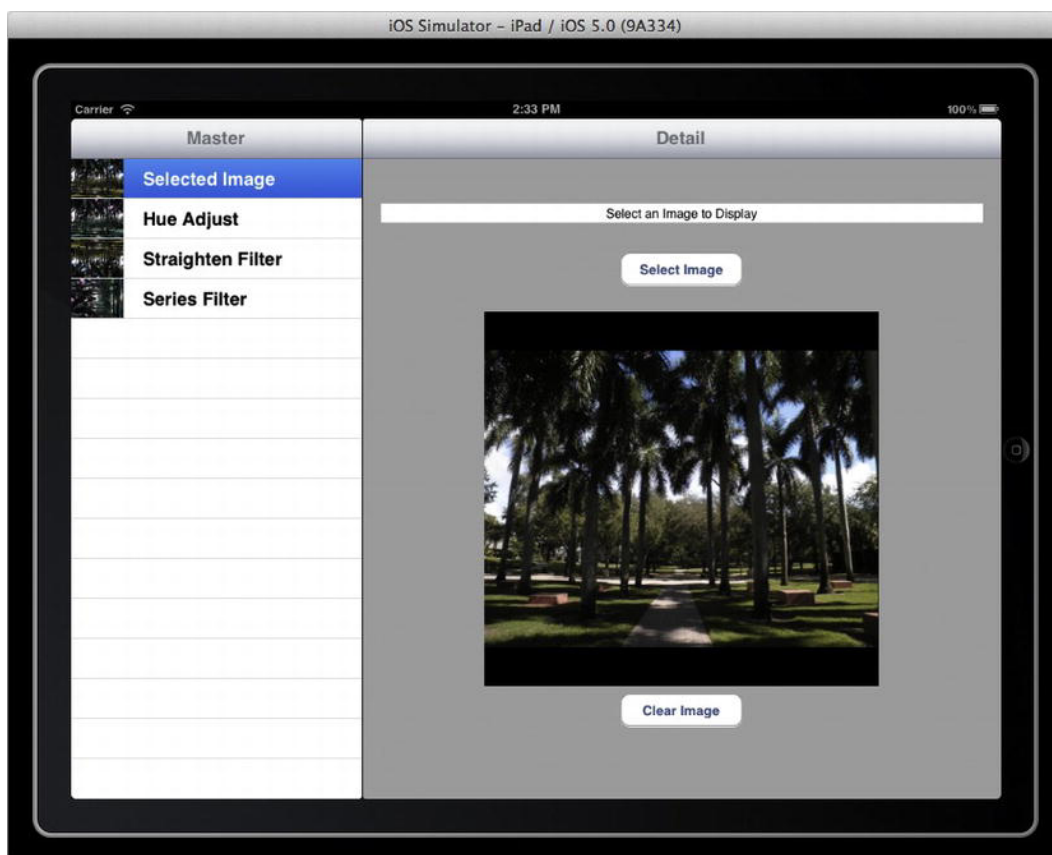 iOS Simulator – iPad / iOS 5.0 (9A334)
Carrier 2:33 PM 100%
Master Detail
Selected Image
Hue Adjust
Straighten Filter
Series Filter
Select an Image to Display
Select Image
Clear Image